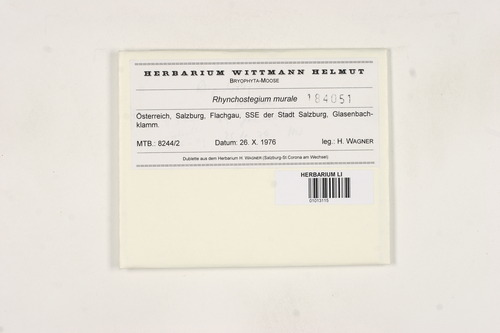 HERBARIUM WITTMANN HELMUT
BRYOPHYTA-MOOSE
Rhynchostegium murale 184051
Österreich, Salzburg, Flachgau, SSE der Stadt Salzburg, Glasenbach-
klamm.
MTB.: 8244/2 Datum: 26. X. 1976 leg.: H. WAGNER
Dublette aus dem Herbarium H. WAGNER (Salzburg-St.Corona am Wechsel)
HERBARIUM LI
01013115